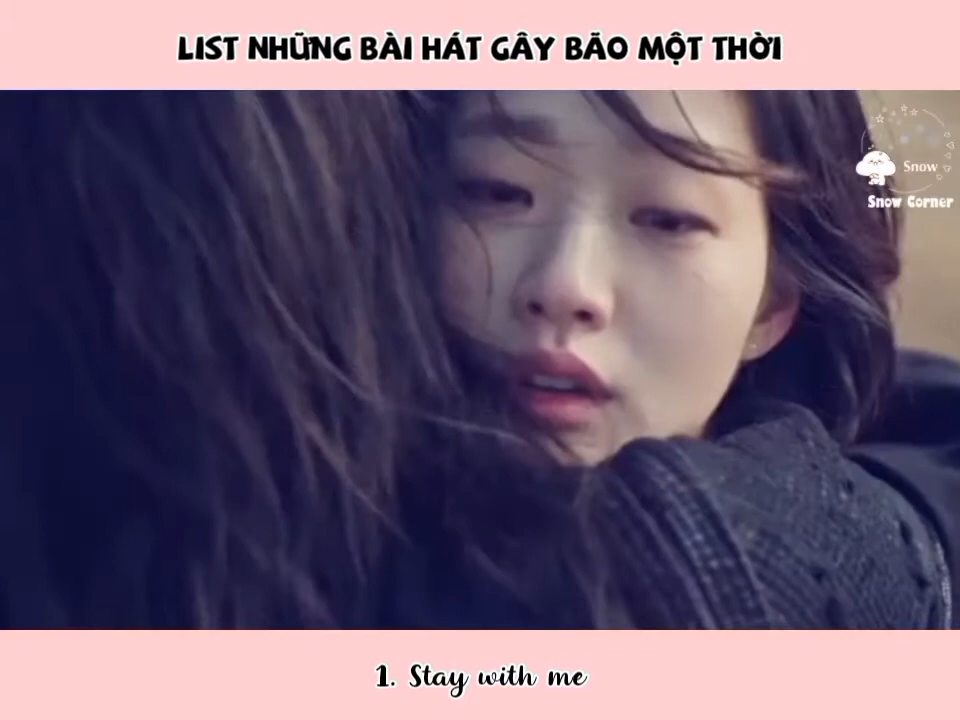 LIST NHỮNG BÀI HÁT GÂY BÃO MỘT THỜI
Snow
Snow Corner
1. Stay with me